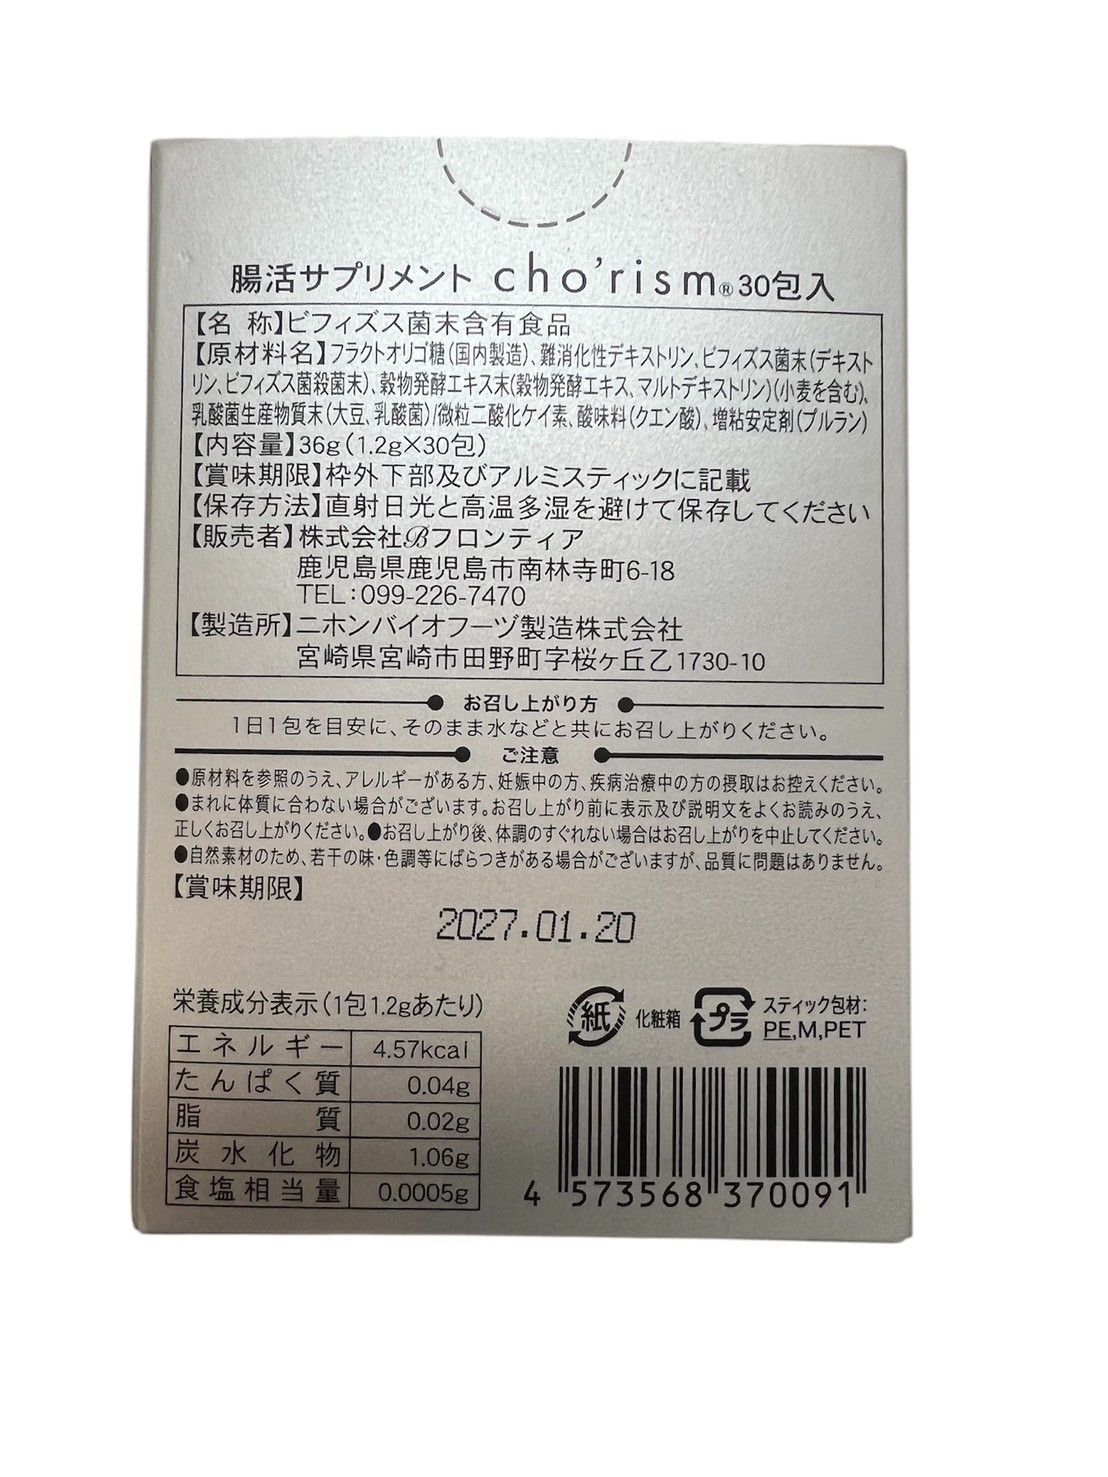 腸活サプリメント cho'rism® 30包入
【名 称】ビフィズス菌末含有食品
【原材料名】フラクトオリゴ糖(国内製造)、難消化性デキストリン、ビフィズス菌末(デキスト
リン、ビフィズス菌殺菌末)、穀物発酵エキス末(穀物発酵エキス、マルトデキストリン)(小麦を含む)、
乳酸菌生産物質末(大豆、乳酸菌)/微粒二酸化ケイ素、酸味料(クエン酸)、増粘安定剤(プルラン)
【内容量】36g(1.2g×30包)
【賞味期限】枠外下部及びアルミスティックに記載
【保存方法】直射日光と高温多湿を避けて保存してください
【販売者】株式会社Bフロンティア
鹿児島県鹿児島市南林寺町6-18
TEL:099-226-7470
【製造所】ニホンバイオフーヅ製造株式会社
宮崎県宮崎市田野町字桜ヶ丘乙1730-10
お召し上がり方
1日1包を目安に、そのまま水などと共にお召し上がりください。
ご注意
●原材料を参照のうえ、アレルギーがある方、妊娠中の方、疾病治療中の方の摂取はお控えください。
●まれに体質に合わない場合がございます。お召し上がり前に表示及び説明文をよくお読みのうえ、
正しくお召し上がりください。●お召し上がり後、体調のすぐれない場合はお召し上がりを中止してください。
●自然素材のため、若干の味・色調等にばらつきがある場合がございますが、品質に問題はありません。
【賞味期限】
2027.01.20
栄養成分表示(1包1.2gあたり)
エネルギー 4.57kcal
たんぱく質 0.04g
脂質 0.02g
炭水化物 1.06g
食塩相当量 0.0005g
紙 化粧箱 プラ スティック包材:
PE,M,PET
4 573568 370091